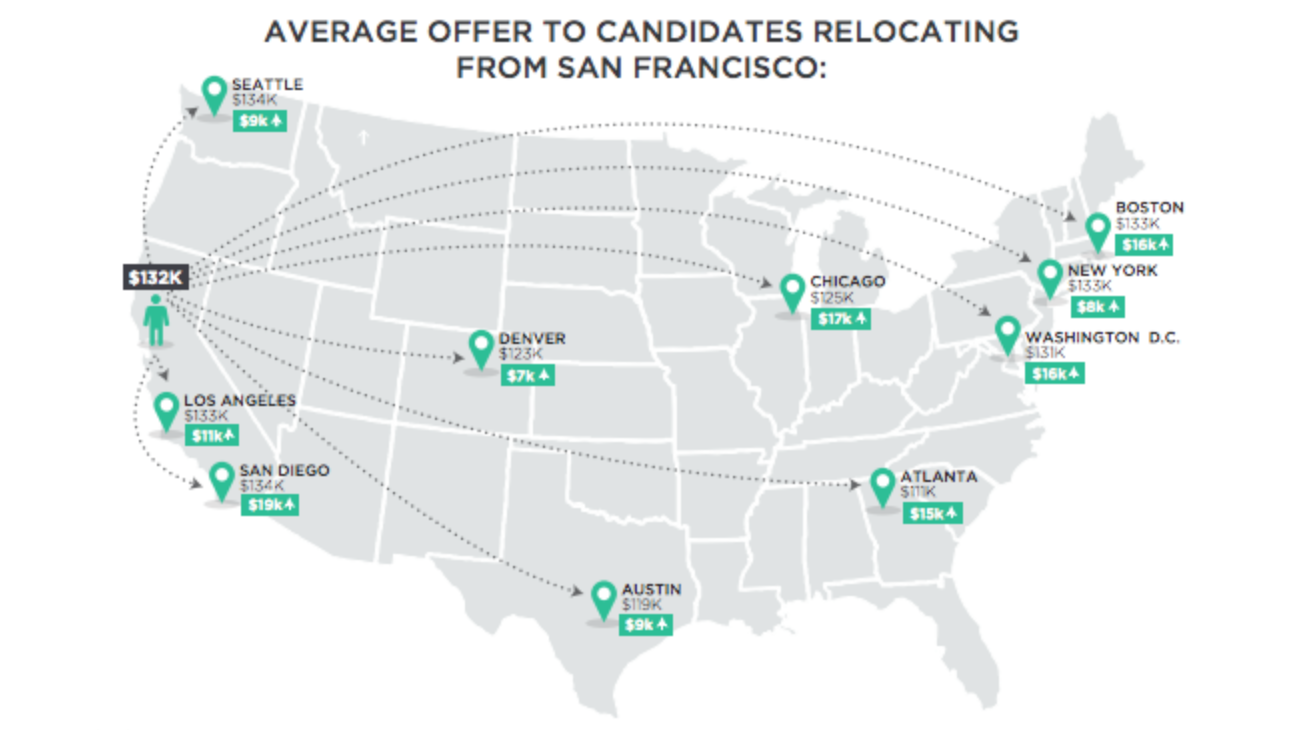 AVERAGE OFFER TO CANDIDATES RELOCATING
FROM SAN FRANCISCO:
SEATTLE
$134K
$9k
BOSTON
$133K
$16k
$132K
NEW YORK
$133K
$8k
CHICAGO
$125K
$17k
WASHINGTON D.C.
$131K
$16k
DENVER
$123K
$7k
LOS ANGELES
$133K
$11k
SAN DIEGO
$134K
$19k
ATLANTA
$111K
$15k
AUSTIN
$119K
$9k